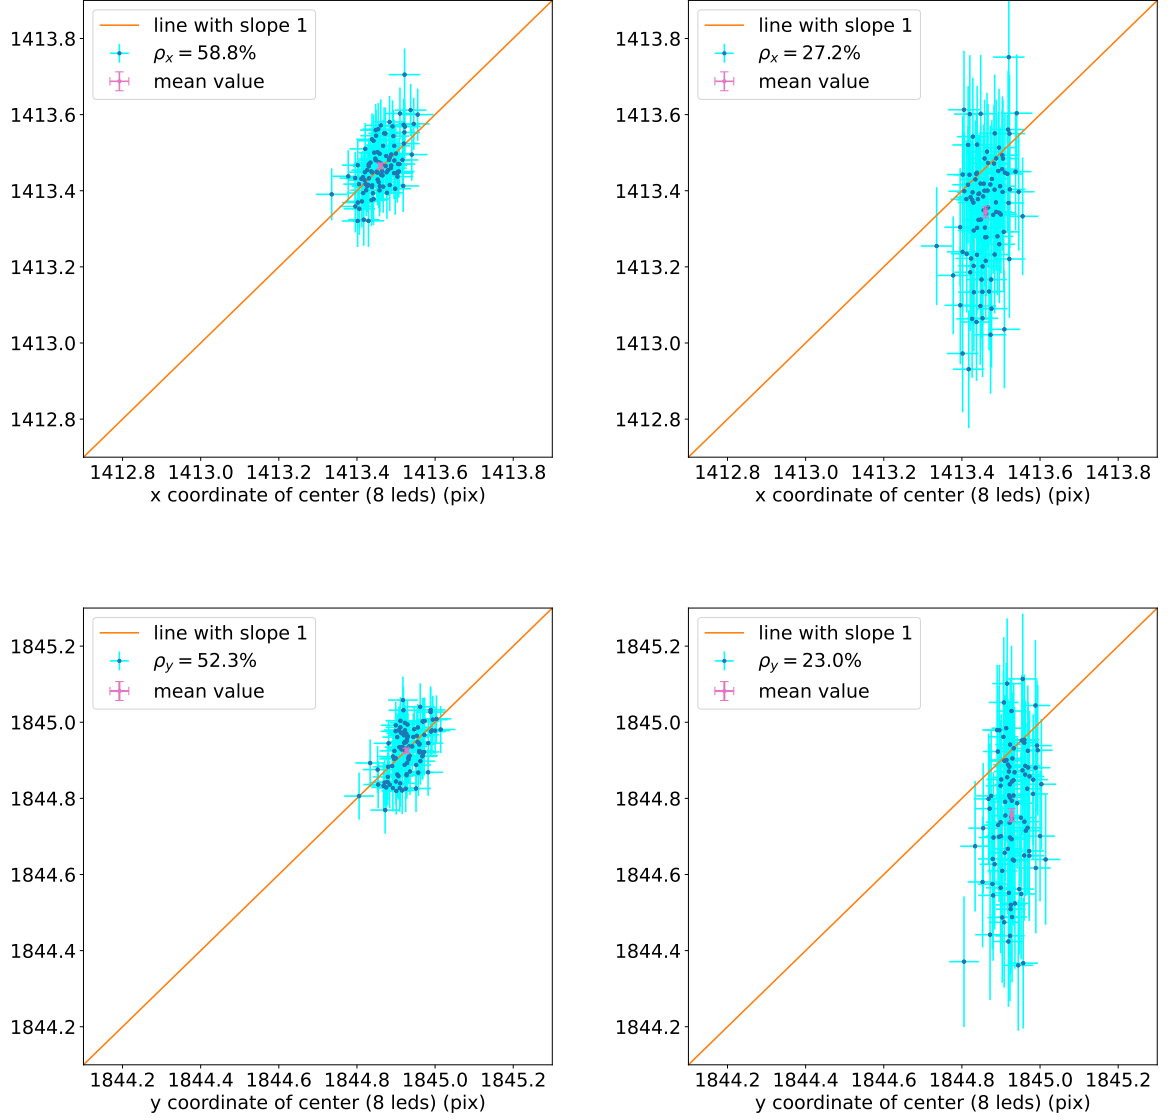 line with slope 1
ρx = 58.8%
mean value
1413.8
1413.6
1413.4
1413.2
1413.0
1412.8
1412.8 1413.0 1413.2 1413.4 1413.6 1413.8
x coordinate of center (8 leds) (pix)
line with slope 1
ρx = 27.2%
mean value
1413.8
1413.6
1413.4
1413.2
1413.0
1412.8
1412.8 1413.0 1413.2 1413.4 1413.6 1413.8
x coordinate of center (8 leds) (pix)
line with slope 1
ρy = 52.3%
mean value
1845.2
1845.0
1844.8
1844.6
1844.4
1844.2
1844.2 1844.4 1844.6 1844.8 1845.0 1845.2
y coordinate of center (8 leds) (pix)
line with slope 1
ρy = 23.0%
mean value
1845.2
1845.0
1844.8
1844.6
1844.4
1844.2
1844.2 1844.4 1844.6 1844.8 1845.0 1845.2
y coordinate of center (8 leds) (pix)